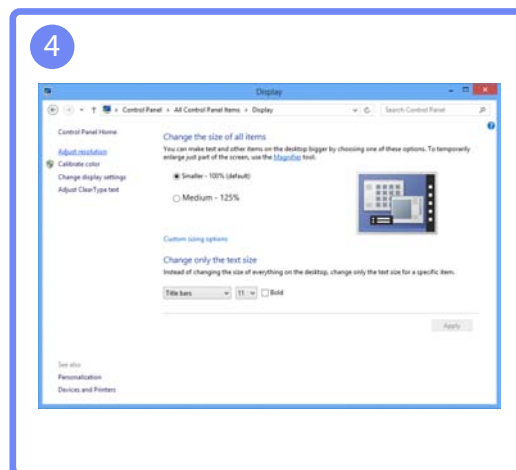 4
Display
Control Panel › All Control Panel Items › Display
Search Control Panel
Control Panel Home
Adjust resolution
Calibrate color
Change display settings
Adjust ClearType text
Change the size of all items
You can make text and other items on the desktop bigger by choosing one of these options. To temporarily
enlarge just part of the screen, use the Magnifier tool.
Smaller - 100% (default)
Medium - 125%
Custom sizing options
Change only the text size
Instead of changing the size of everything on the desktop, change only the text size for a specific item.
Title bars 11 Bold
Apply
See also
Personalization
Devices and Printers